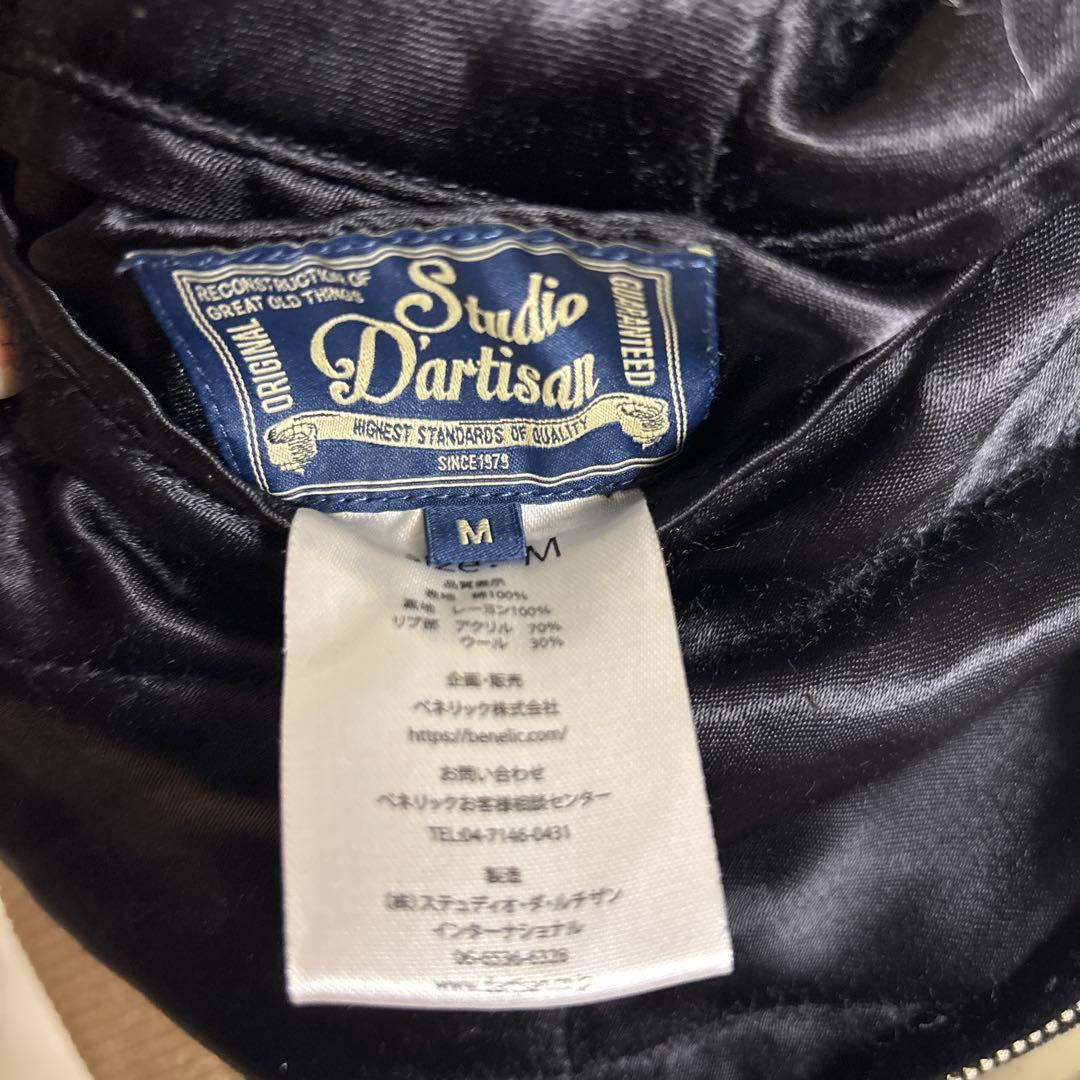 RECONSTRUCTION OF
GREAT OLD THINGS
ORIGINAL
Studio
D'artisan
GUARANTEED
HIGHEST STANDARDS OF QUALITY
SINCE1979
M
Size: M
品質表示
表地 綿100%
裏地 レーヨン100%
リブ部 アクリル 70%
ウール 30%
企画・販売
ベネリック株式会社
https://benelic.com/
お問い合わせ
ベネリックお客様相談センター
TEL:04-7146-0431
製造
(株)ステュディオ・ダ・ルチザン
インターナショナル
06-6536-6328